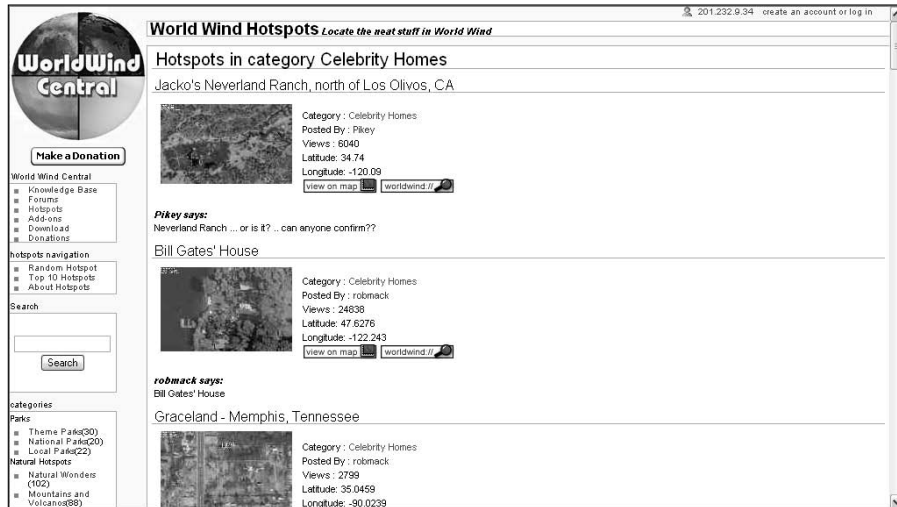 201.232.9.34 create an account or log in
WorldWind
Central
Make a Donation
World Wind Central
Knowledge Base
Forums
Hotspots
Add-ons
Download
Donations
hotspots navigation
Random Hotspot
Top 10 Hotspots
About Hotspots
Search
Search
categories
Parks
Theme Parks(30)
National Parks(20)
Local Parks(22)
Natural Hotspots
Natural Wonders
(102)
Mountains and
Volcanos(88)
World Wind Hotspots Locate the neat stuff in World Wind
Hotspots in category Celebrity Homes
Jacko's Neverland Ranch, north of Los Olivos, CA
Category : Celebrity Homes
Posted By : Pikey
Views : 6040
Latitude: 34.74
Longitude: -120.09
view on map worldwind://
Pikey says:
Neverland Ranch ... or is it? .. can anyone confirm??
Bill Gates' House
Category : Celebrity Homes
Posted By : robmack
Views : 24838
Latitude: 47.6276
Longitude: -122.243
view on map worldwind://
robmack says:
Bill Gates' House
Graceland - Memphis, Tennessee
Category : Celebrity Homes
Posted By : robmack
Views : 2799
Latitude: 35.0459
Longitude: -90.0239